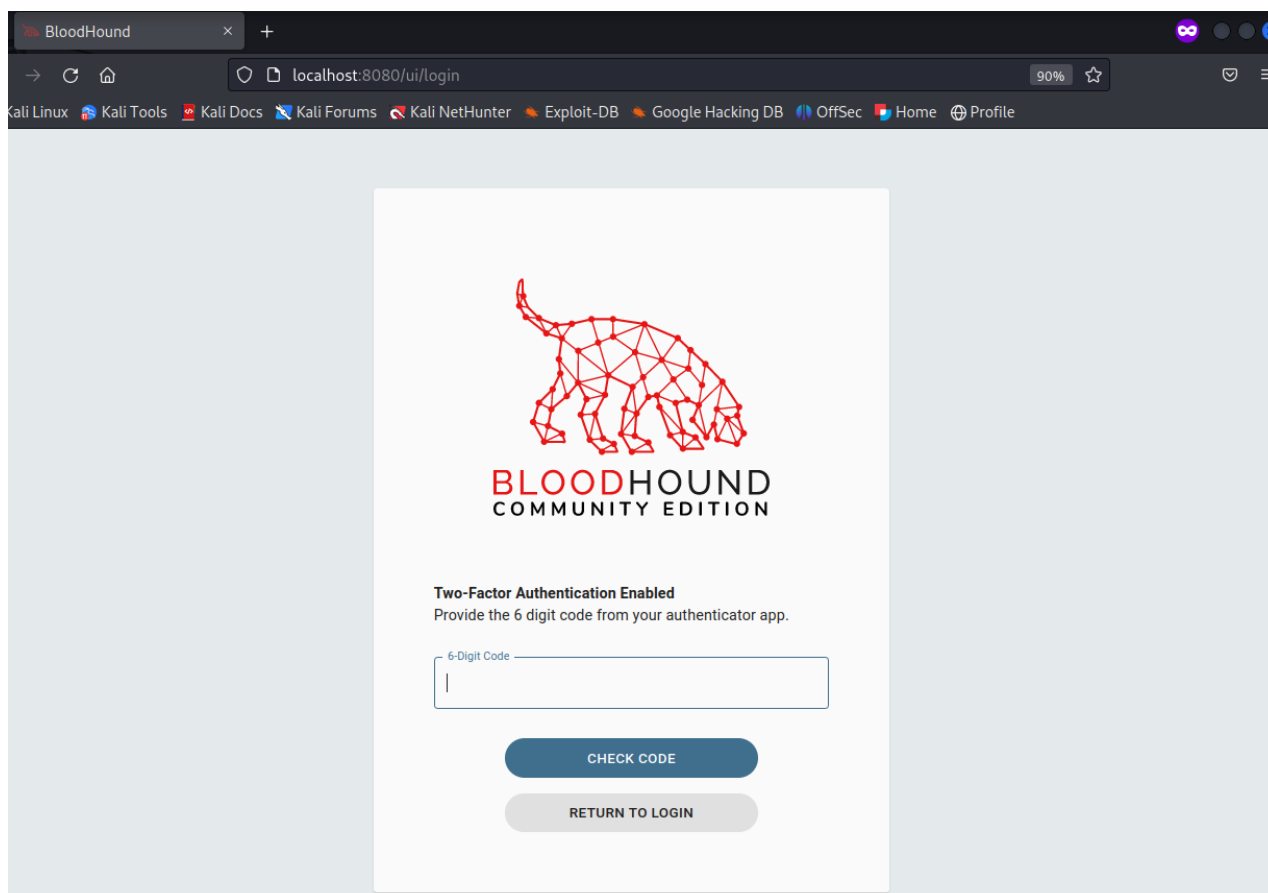 BloodHound
localhost:8080/ui/login
90%
Kali Linux Kali Tools Kali Docs Kali Forums Kali NetHunter Exploit-DB Google Hacking DB OffSec Home Profile
BLOODHOUND
COMMUNITY EDITION
Two-Factor Authentication Enabled
Provide the 6 digit code from your authenticator app.
6-Digit Code
CHECK CODE
RETURN TO LOGIN